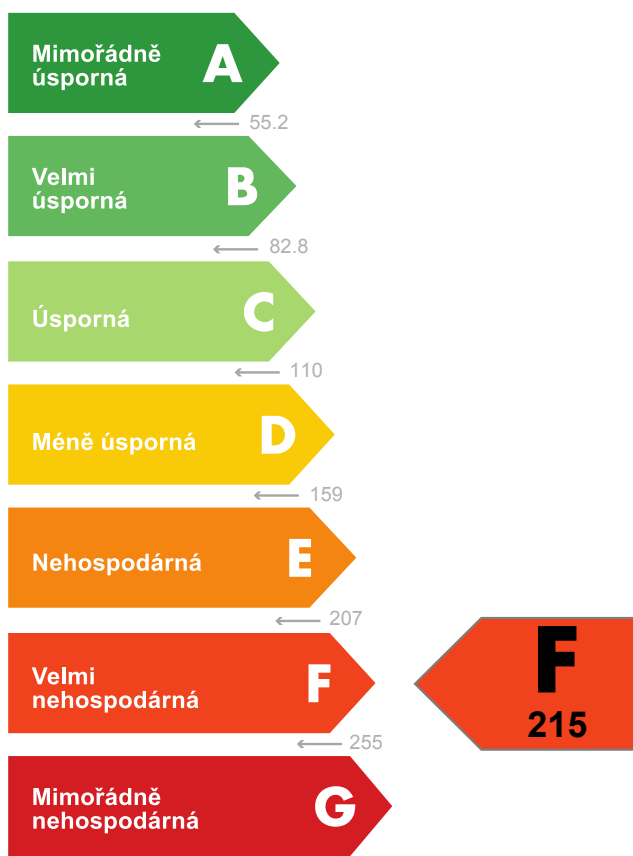 Mimořádně
úsporná
A
← 55.2
Velmi
úsporná
B
← 82.8
Úsporná
C
← 110
Méně úsporná
D
← 159
Nehospodárná
E
← 207
Velmi
nehospodárná
F
F
215
← 255
Mimořádně
nehospodárná
G